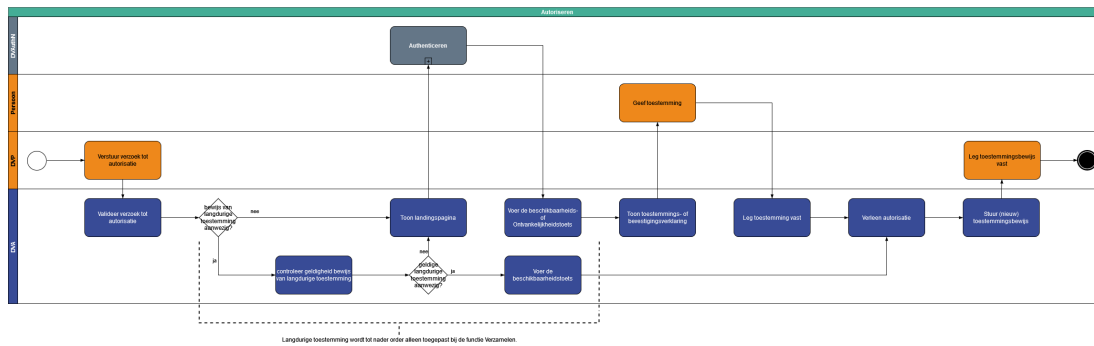 Autoriseren
DVAuthN
Authenticeren
Persoon
Geef toestemming
DVP
Verstuur verzoek tot
autorisatie
Leg toestemmingsbewijs
vast
DVA
Valideer verzoek tot
autorisatie
bewijs van
langdurige
toestemming
aanwezig?
nee
Toon landingspagina
Voer de beschikbaarheids-
of
Ontvankelijkheidstoets
Toon toestemmings- of
bevestigingsverklaring
Leg toestemming vast
Verleen autorisatie
Stuur (nieuw)
toestemmingsbewijs
ja
controleer geldigheid bewijs
van langdurige toestemming
nee
geldige
langdurige
toestemming
aanwezig?
ja
Voer de
beschikbaarheidstoets
Langdurige toestemming wordt tot nader order alleen toegepast bij de functie Verzamelen.